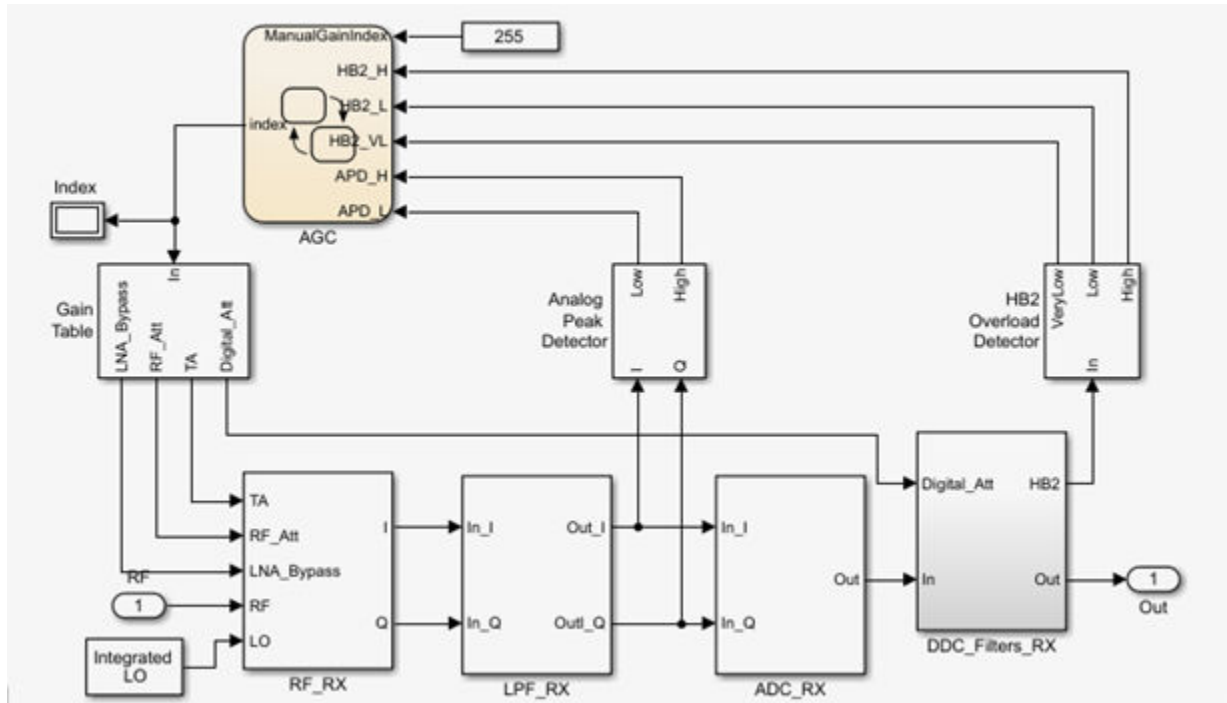 ManualGainIndex
255
HB2_H
HB2_L
index
HB2_VL
APD_H
APD_L
AGC
Index
Gain
Table
In
LNA_Bypass
RF_Att
TA
Digital_Att
Analog
Peak
Detector
Low
High
I
Q
HB2
Overload
Detector
VeryLow
Low
High
In
TA
RF_Att
LNA_Bypass
RF
LO
I
Q
RF_RX
RF
1
Integrated
LO
In_I
In_Q
Out_I
OutI_Q
LPF_RX
In_I
In_Q
Out
ADC_RX
Digital_Att
In
HB2
Out
DDC_Filters_RX
1
Out